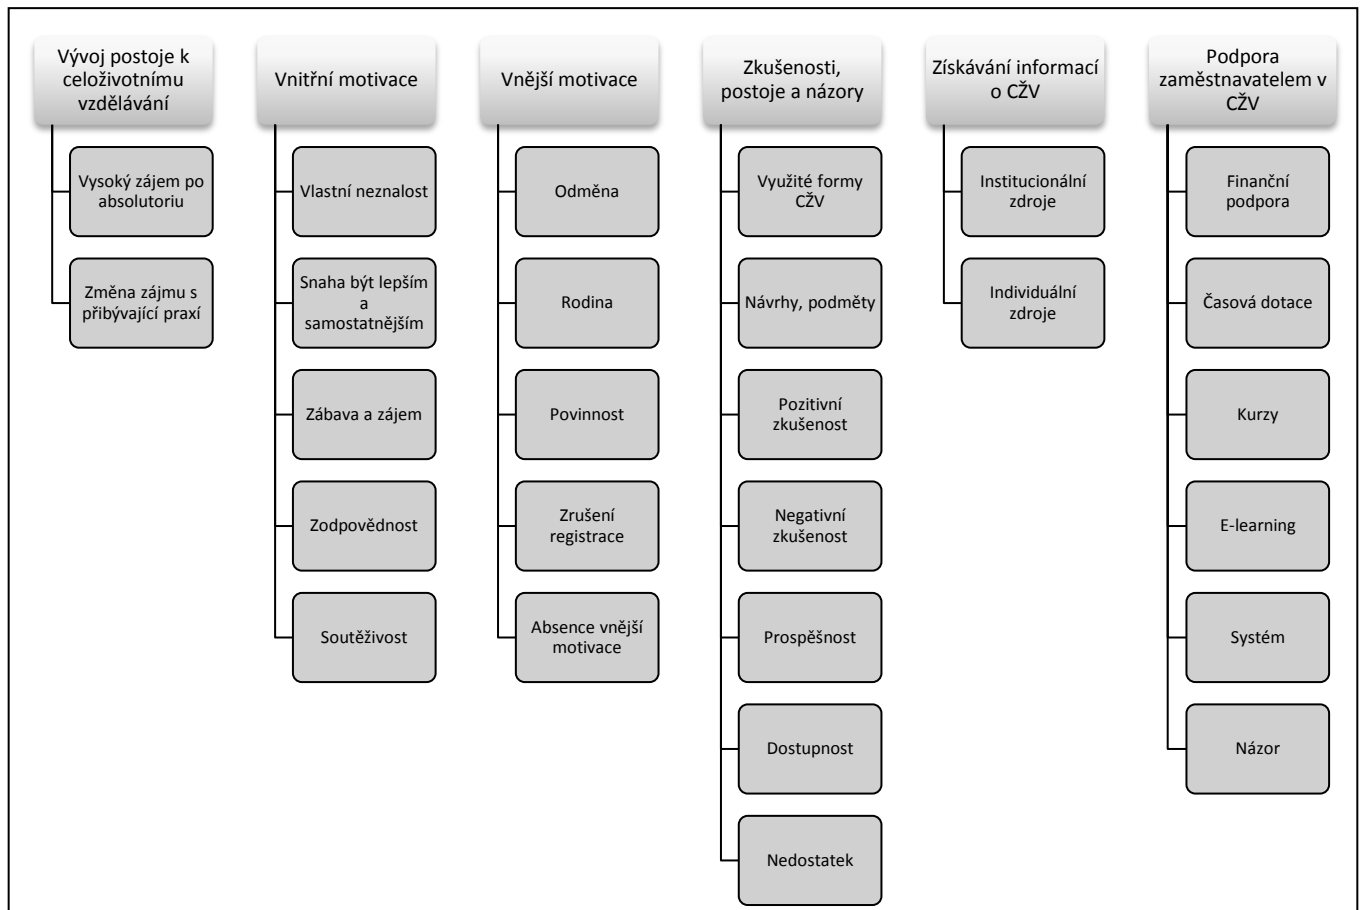 Vývoj postoje k
celoživotnímu
vzdělávání
Vysoký zájem po
absolutoriu
Změna zájmu s
přibývající praxí
Vnitřní motivace
Vlastní neznalost
Snaha být lepším
a
samostatnějším
Zábava a zájem
Zodpovědnost
Soutěživost
Vnější motivace
Odměna
Rodina
Povinnost
Zrušení
registrace
Absence vnější
motivace
Zkušenosti,
postoje a názory
Využité formy
CŽV
Návrhy, podměty
Pozitivní
zkušenost
Negativní
zkušenost
Prospěšnost
Dostupnost
Nedostatek
Získávání informací
o CŽV
Institucionální
zdroje
Individuální
zdroje
Podpora
zaměstnavatelem v
CŽV
Finanční
podpora
Časová dotace
Kurzy
E-learning
Systém
Názor